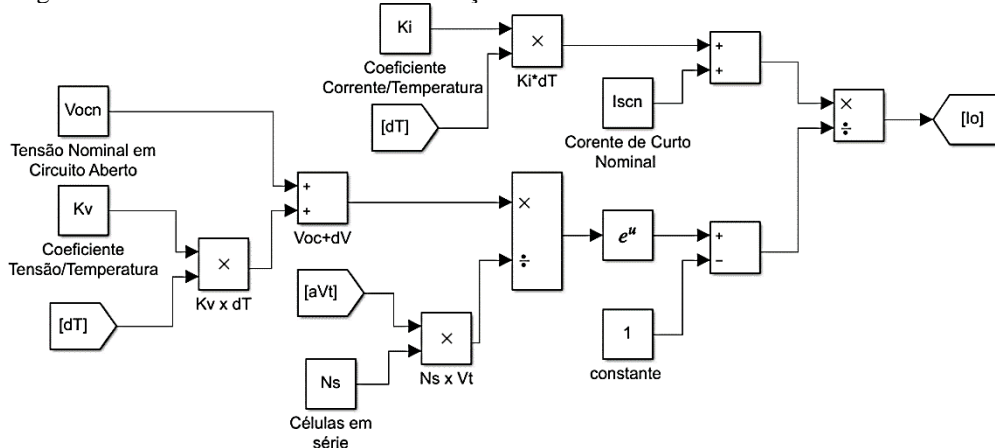 Ki
×
Ki*dT
Coeficiente
Corrente/Temperatura
[dT]
+
+
Iscn
Corente de Curto
Nominal
×
÷
[Io]
Vocn
Tensão Nominal em
Circuito Aberto
Kv
Coeficiente
Tensão/Temperatura
[dT]
×
Kv x dT
+
+
Voc+dV
[aVt]
Ns
Células em
série
×
Ns x Vt
×
÷
eᵘ
+
−
1
constante